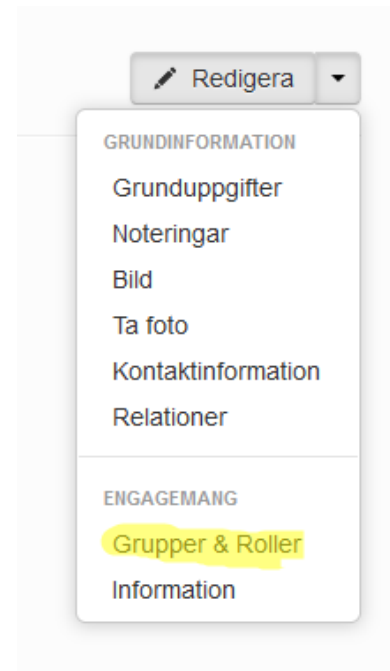 Redigera
GRUNDINFORMATION
Grunduppgifter
Noteringar
Bild
Ta foto
Kontaktinformation
Relationer
ENGAGEMANG
Grupper & Roller
Information